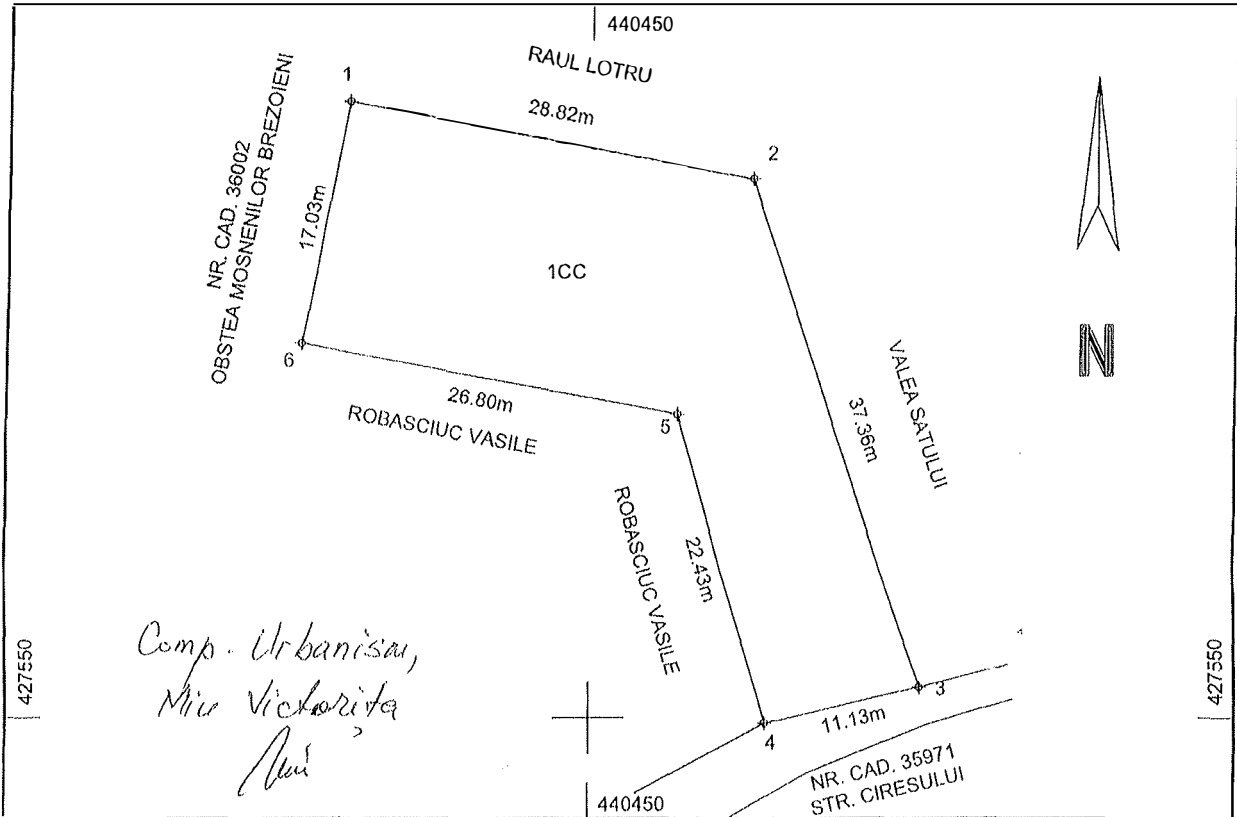 440450
RAUL LOTRU
1
28.82m
2
NR. CAD. 36002
OBSTEA MOSNENILOR BREZOIENI
17.03m
1CC
N
6
26.80m
ROBASCIUC VASILE
5
VALEA SATULUI
37.36m
ROBASCIUC VASILE
22.43m
Comp. Urbanism,
Victorița
427550
427550
3
11.13m
4
NR. CAD. 35971
STR. CIRESULUI
440450